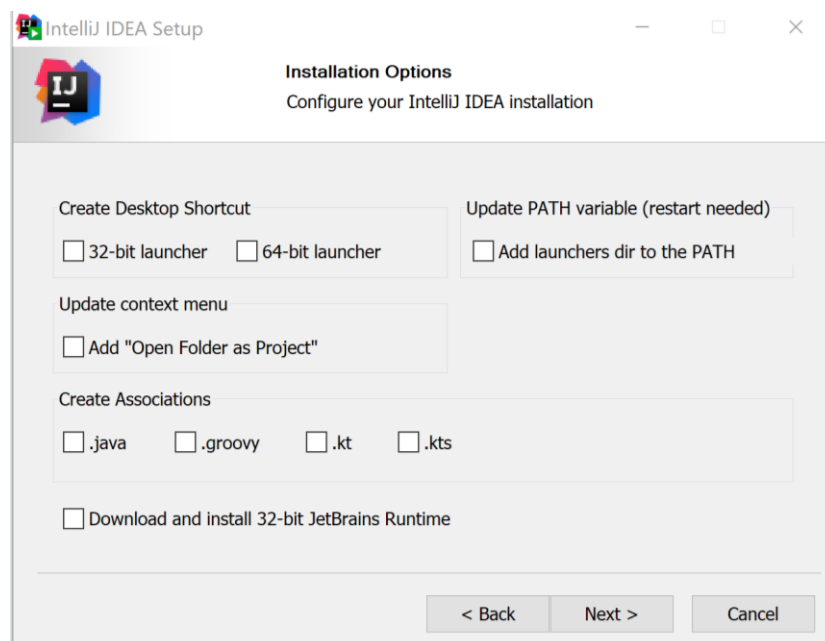 IntelliJ IDEA Setup
IJ
Installation Options
Configure your IntelliJ IDEA installation
Create Desktop Shortcut
32-bit launcher 64-bit launcher
Update PATH variable (restart needed)
Add launchers dir to the PATH
Update context menu
Add "Open Folder as Project"
Create Associations
.java .groovy .kt .kts
Download and install 32-bit JetBrains Runtime
< Back Next > Cancel